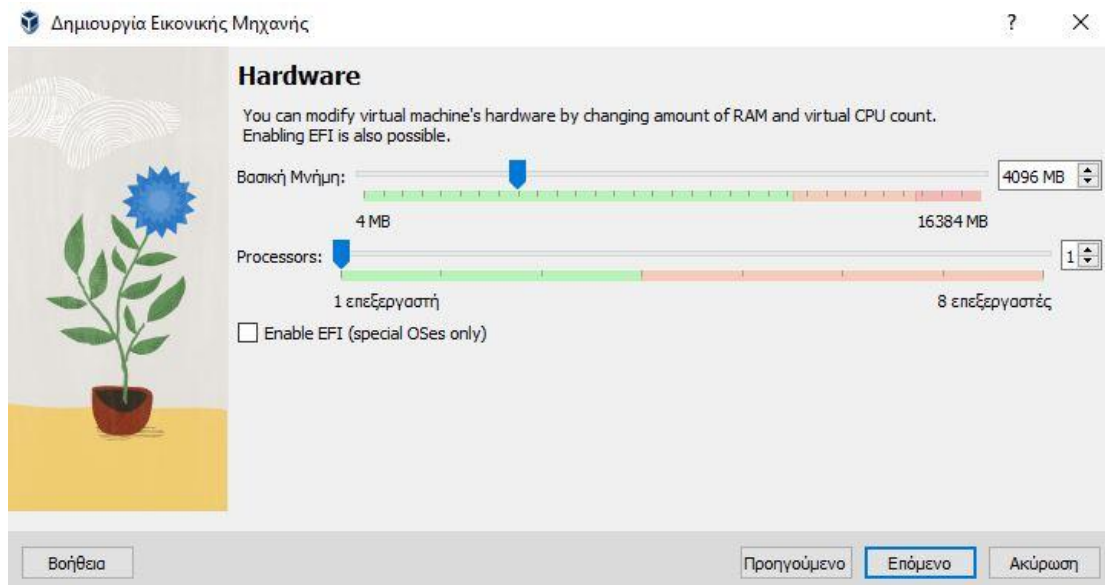 Δημιουργία Εικονικής Μηχανής
Hardware
You can modify virtual machine's hardware by changing amount of RAM and virtual CPU count.
Enabling EFI is also possible.
Βασική Μνήμη:
4096 MB
4 MB
16384 MB
Processors:
1
1 επεξεργαστή
8 επεξεργαστές
Enable EFI (special OSes only)
Βοήθεια
Προηγούμενο
Επόμενο
Ακύρωση